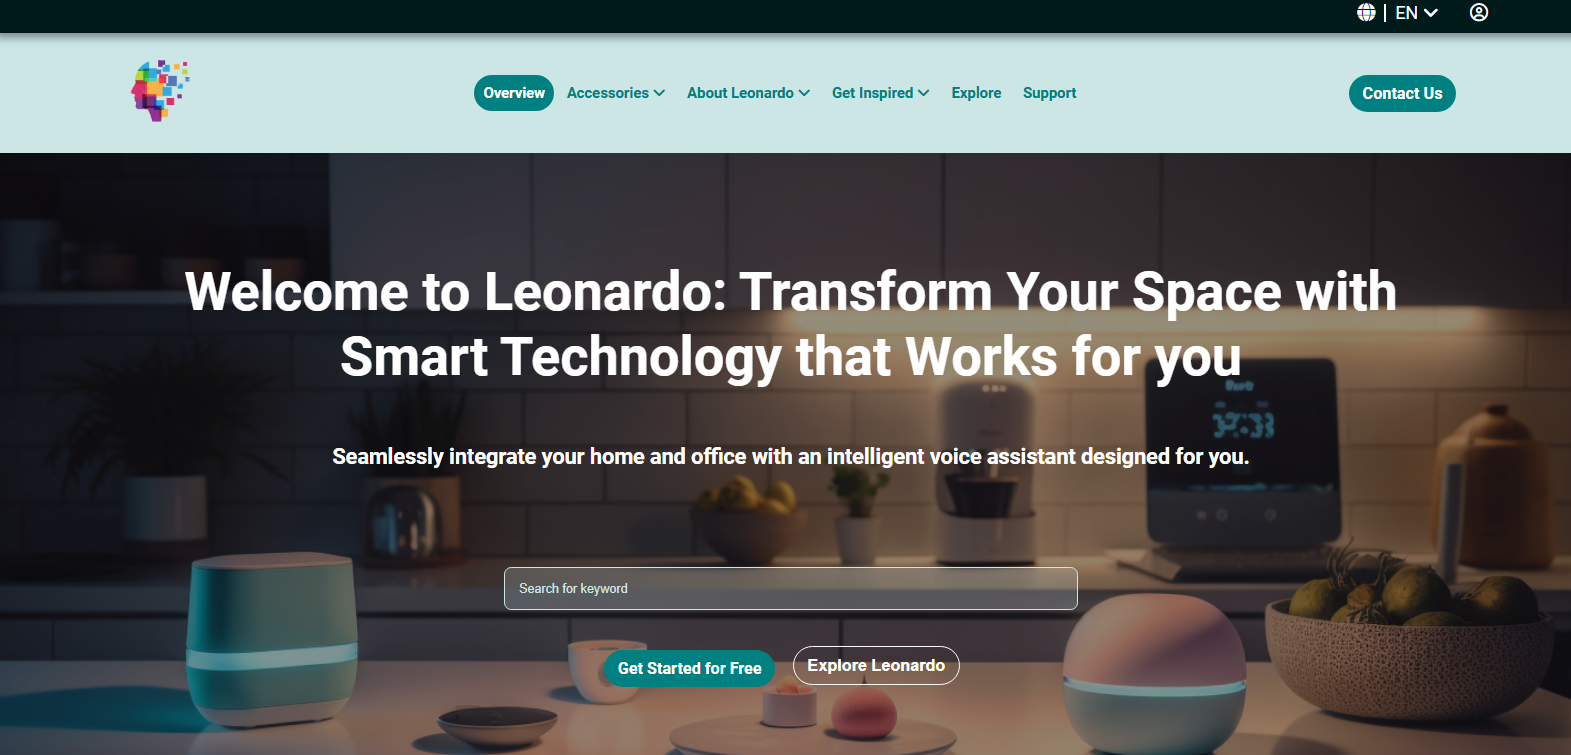 EN
Overview Accessories About Leonardo Get Inspired Explore Support Contact Us
Welcome to Leonardo: Transform Your Space with
Smart Technology that Works for you
Seamlessly integrate your home and office with an intelligent voice assistant designed for you.
Search for keyword
Get Started for Free Explore Leonardo